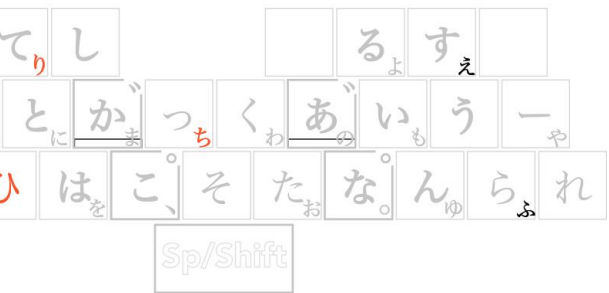 て り し る よ す え
と に か ゛ ま っ ち く わ あ ゛ の い も う ー や
ひ は を こ ゜ 、 そ た お な ゜ 。 ん ゆ ら ふ れ
Sp/Shift